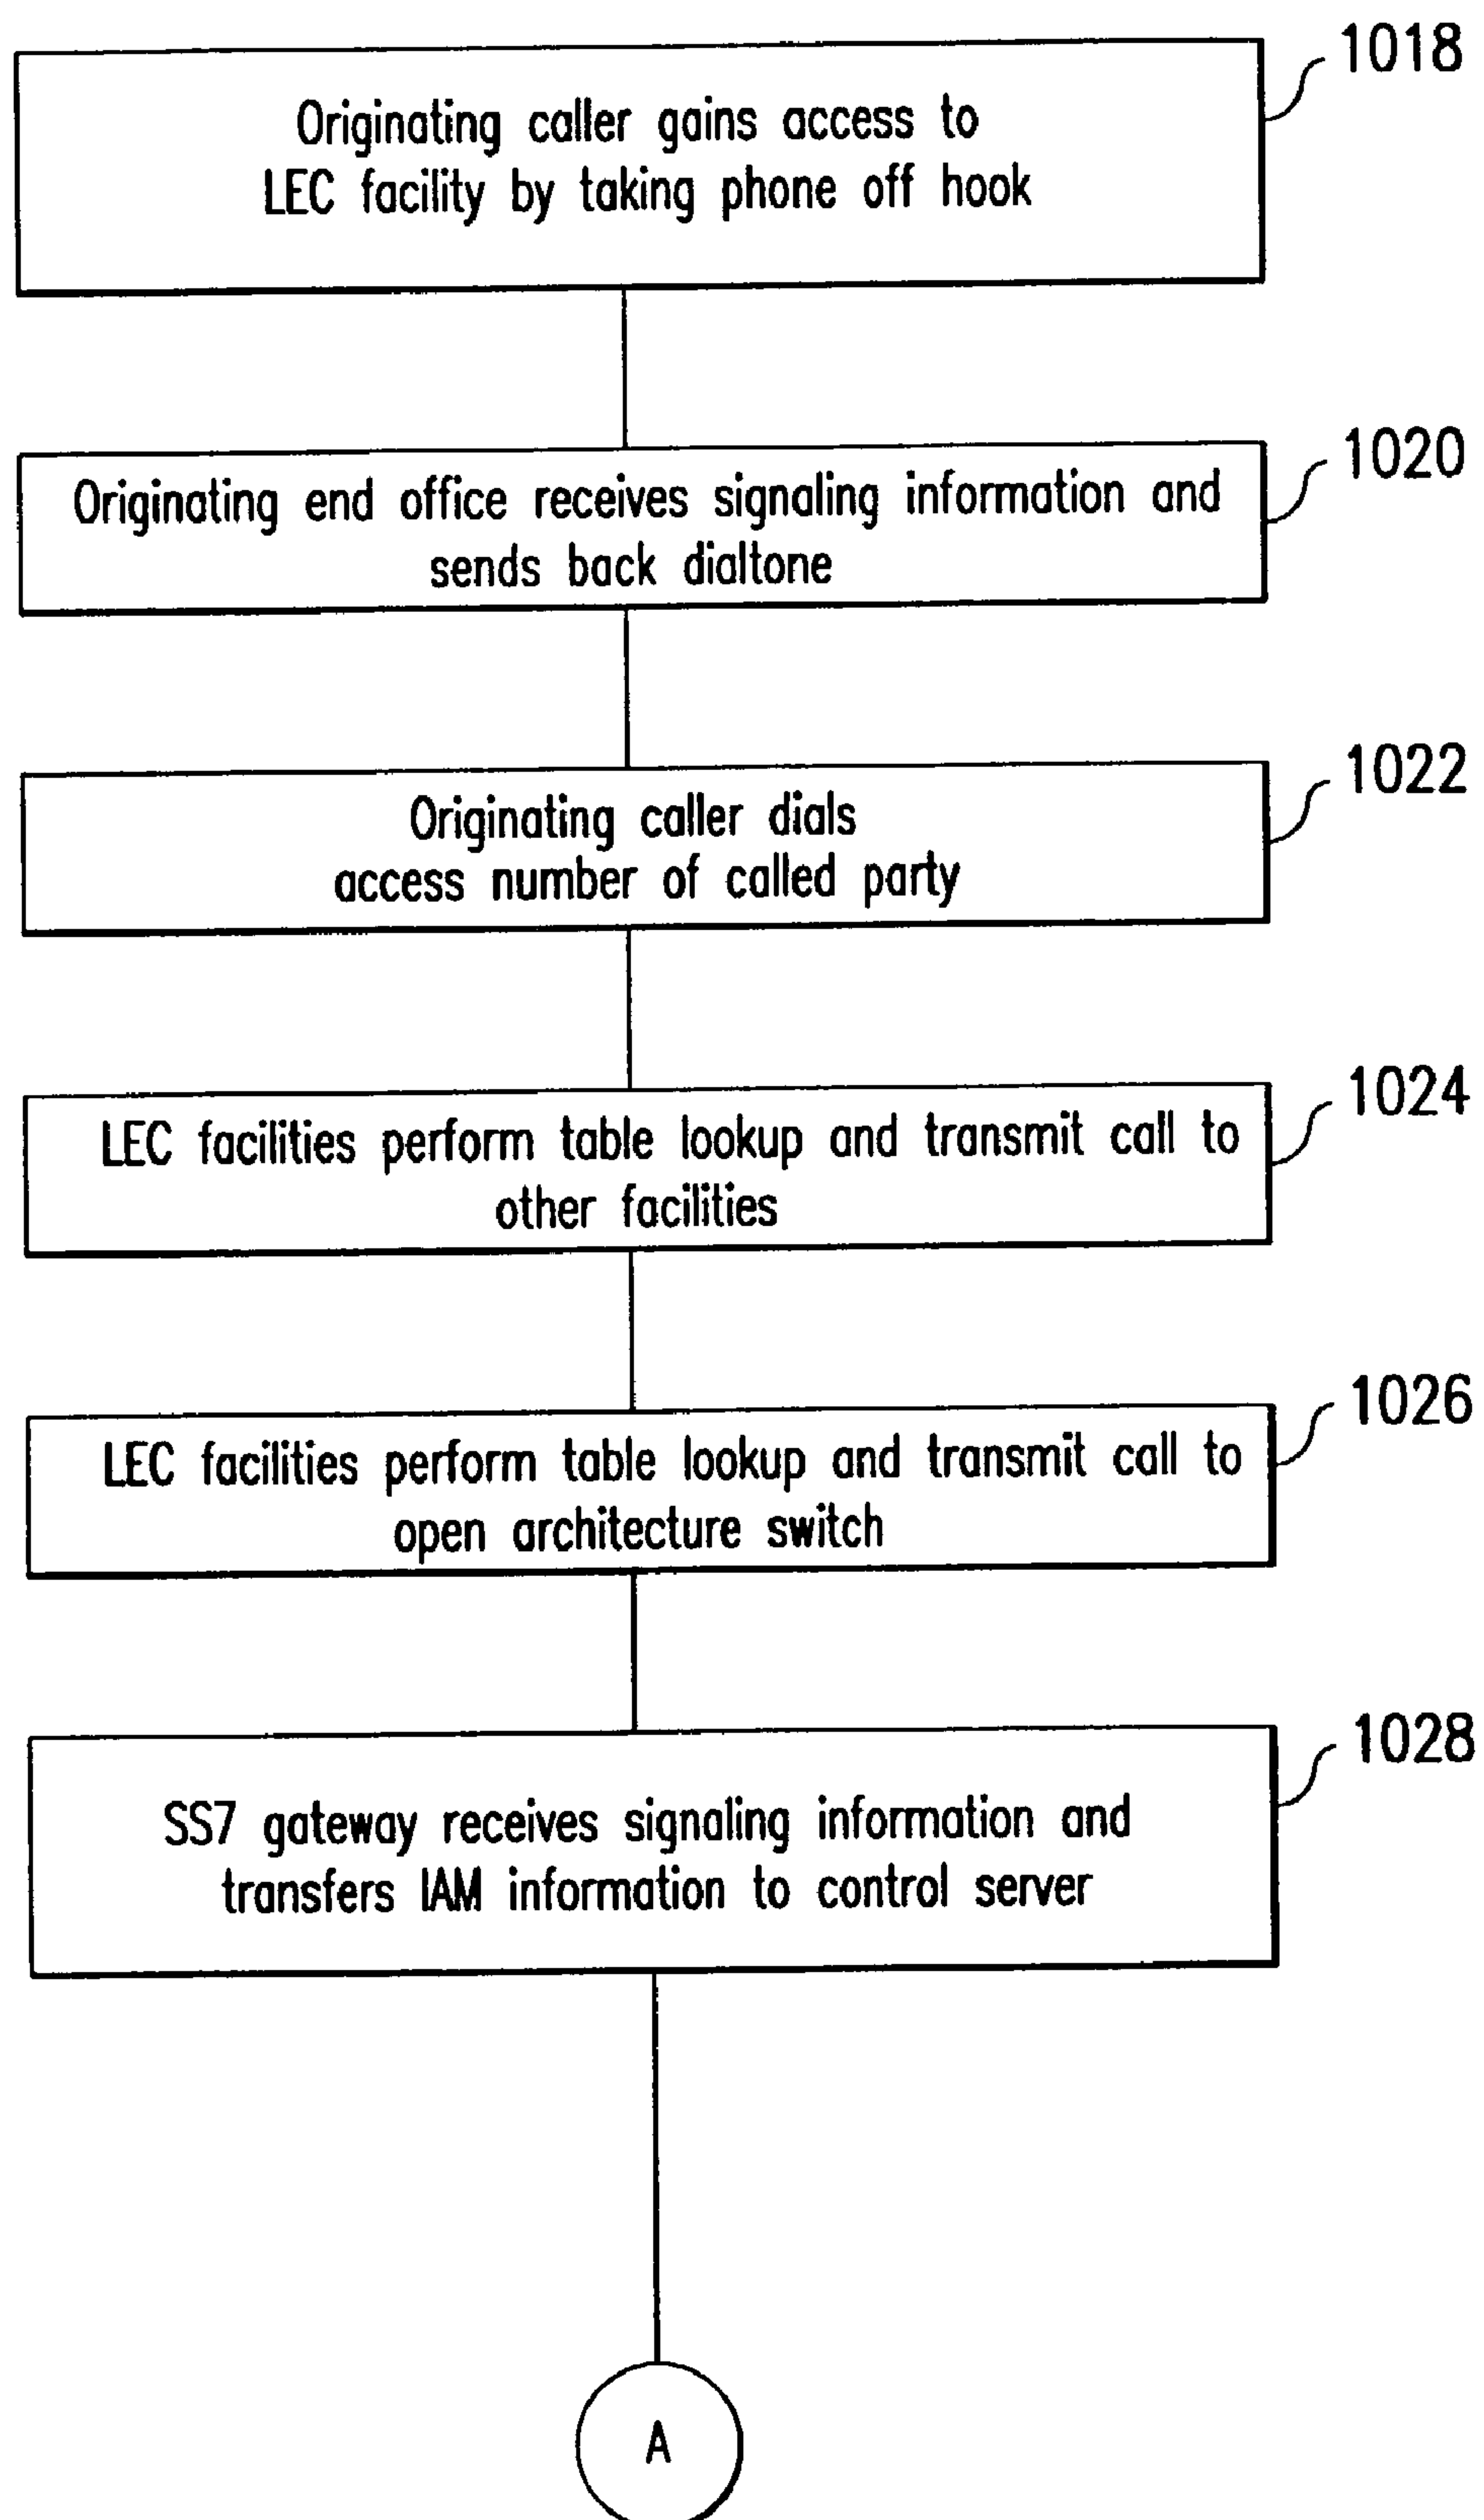 1018
Originating caller gains access to
LEC facility by taking phone off hook
1020
Originating end office receives signaling information and
sends back dialtone
1022
Originating caller dials
access number of called party
1024
LEC facilities perform table lookup and transmit call to
other facilities
1026
LEC facilities perform table lookup and transmit call to
open architecture switch
1028
SS7 gateway receives signaling information and
transfers IAM information to control server
A